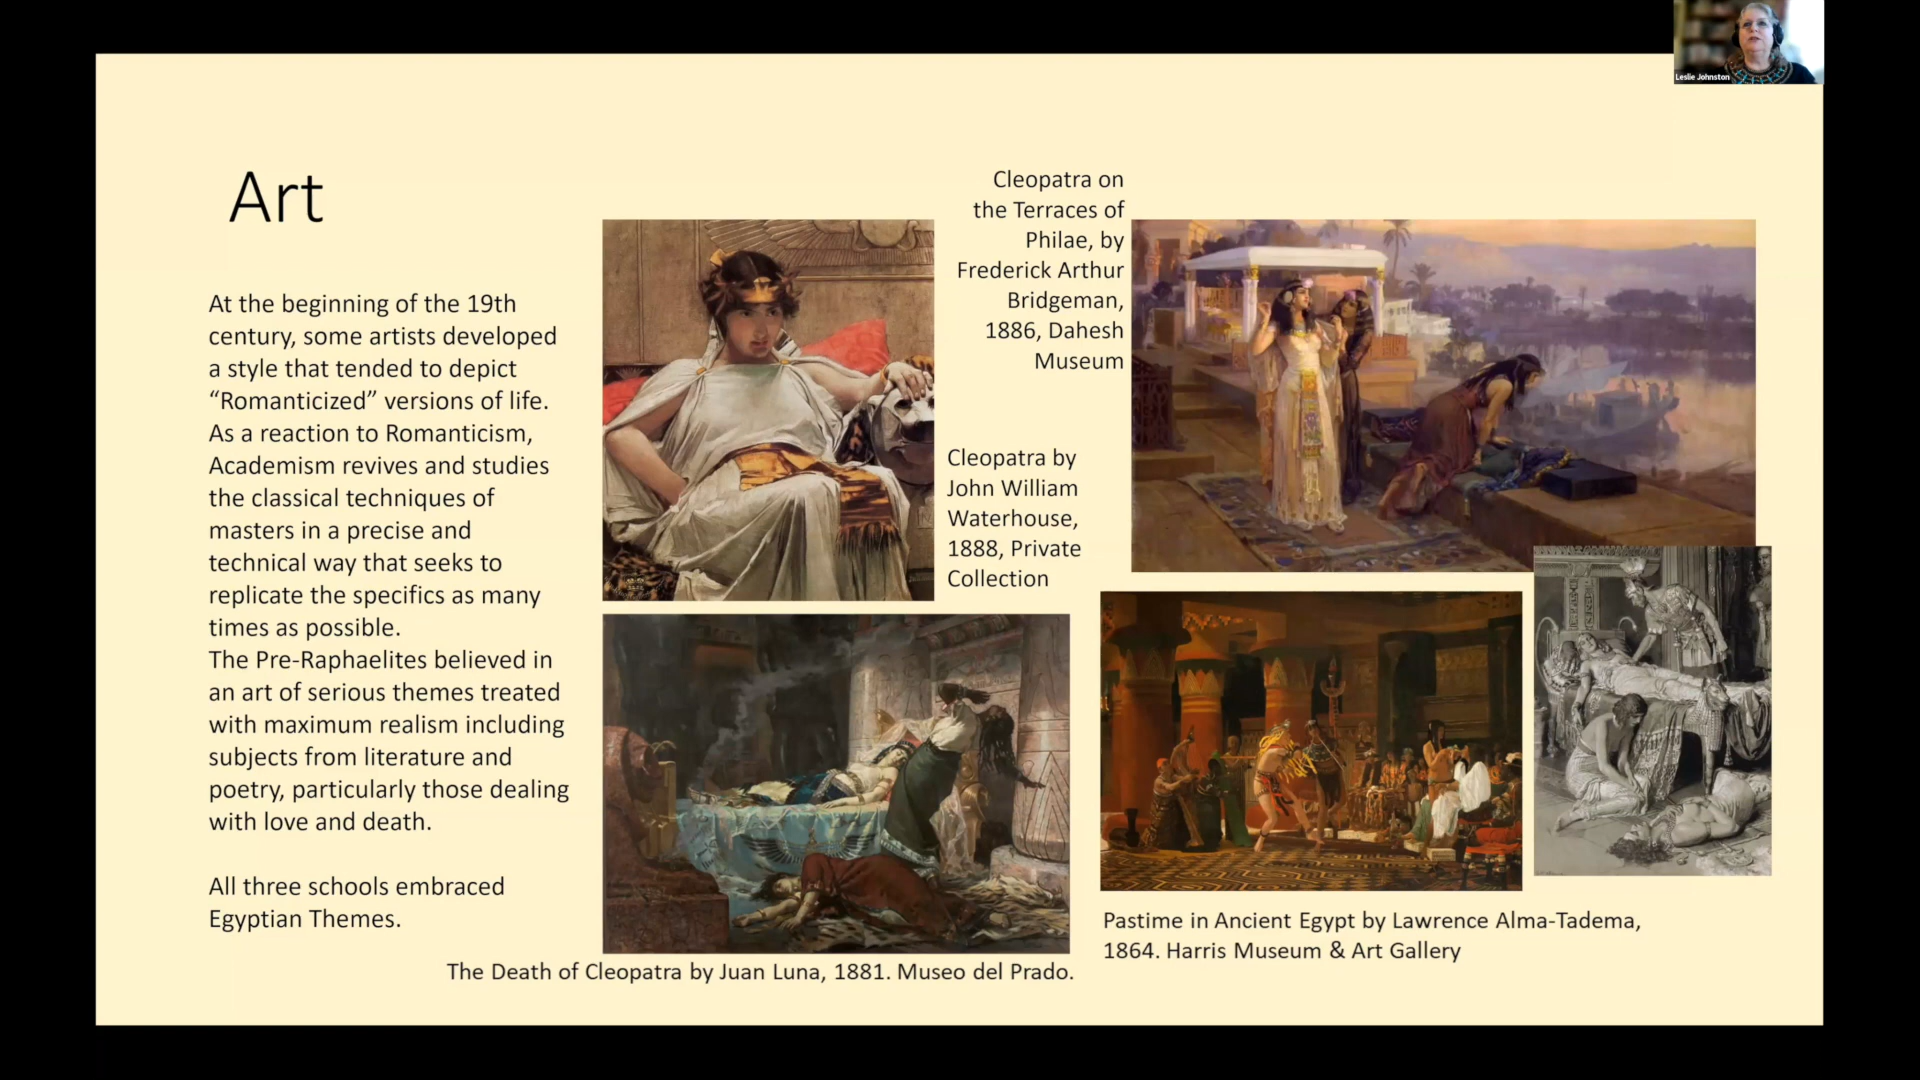 Leslie Johnston
Art
At the beginning of the 19th
century, some artists developed
a style that tended to depict
“Romanticized” versions of life.
As a reaction to Romanticism,
Academism revives and studies
the classical techniques of
masters in a precise and
technical way that seeks to
replicate the specifics as many
times as possible.
The Pre-Raphaelites believed in
an art of serious themes treated
with maximum realism including
subjects from literature and
poetry, particularly those dealing
with love and death.
All three schools embraced
Egyptian Themes.
Cleopatra on
the Terraces of
Philae, by
Frederick Arthur
Bridgeman,
1886, Dahesh
Museum
Cleopatra by
John William
Waterhouse,
1888, Private
Collection
The Death of Cleopatra by Juan Luna, 1881. Museo del Prado.
Pastime in Ancient Egypt by Lawrence Alma-Tadema,
1864. Harris Museum & Art Gallery